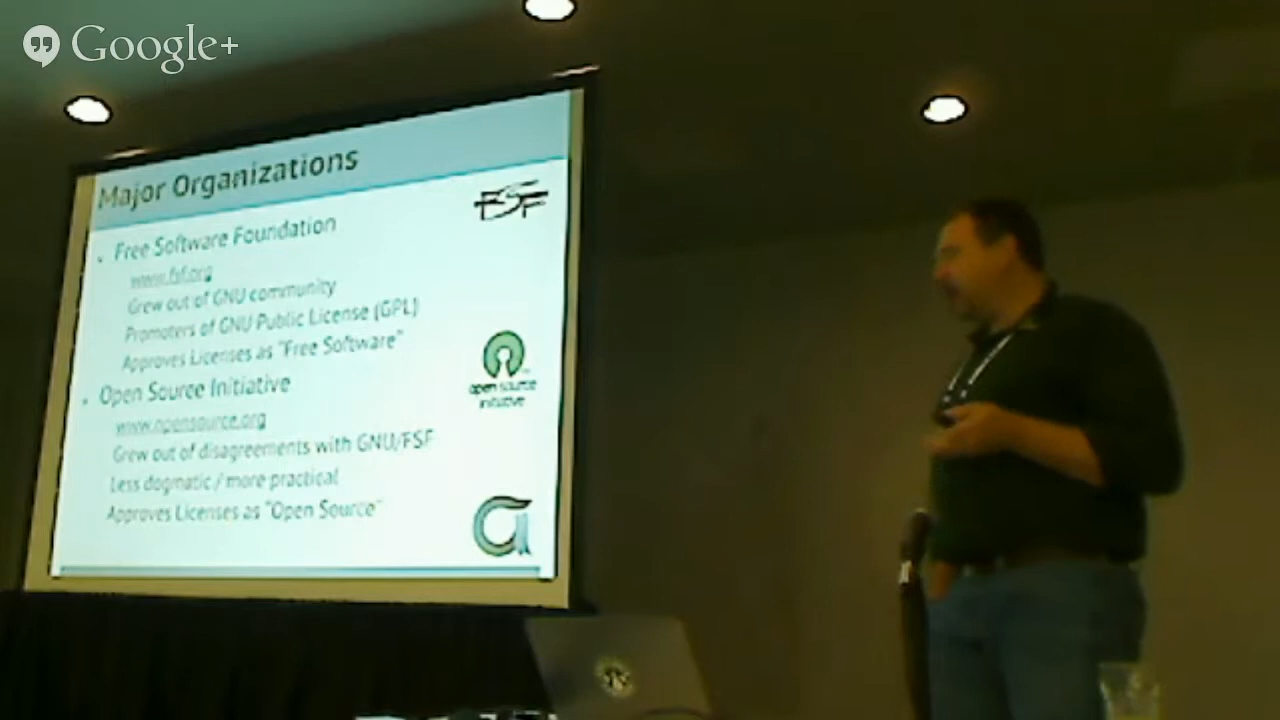 Google+
Major Organizations
Free Software Foundation
www.fsf.org
Grew out of GNU community
Promoters of GNU Public License (GPL)
Approves Licenses as "Free Software"
Open Source Initiative
www.opensource.org
Grew out of disagreements with GNU/FSF
Less dogmatic / more practical
Approves Licenses as "Open Source"
FSF
open source
initiative